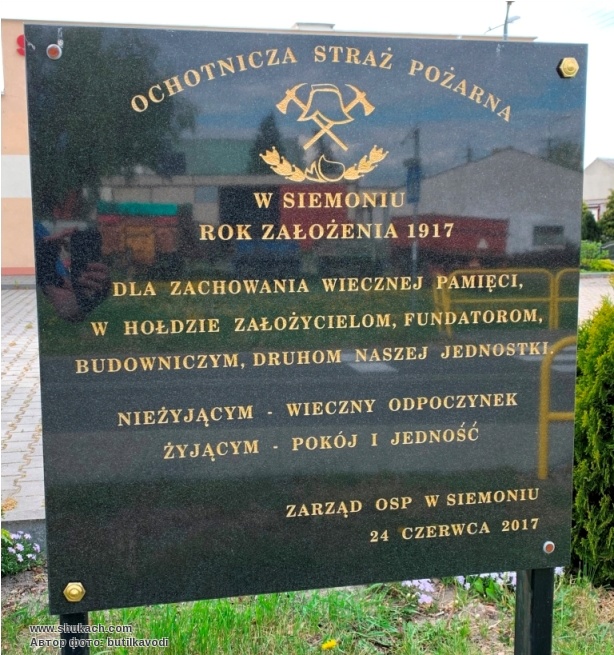 OCHOTNICZA STRAŻ POŻARNA
W SIEMONIU
ROK ZAŁOŻENIA 1917
DLA ZACHOWANIA WIECZNEJ PAMIĘCI,
W HOŁDZIE ZAŁOŻYCIELOM, FUNDATOROM,
BUDOWNICZYM, DRUHOM NASZEJ JEDNOSTKI.
NIEŻYJĄCYM - WIECZNY ODPOCZYNEK
ŻYJĄCYM - POKÓJ I JEDNOŚĆ
ZARZĄD OSP W SIEMONIU
24 CZERWCA 2017
www.shukach.com
Автор фото: butilkavodi